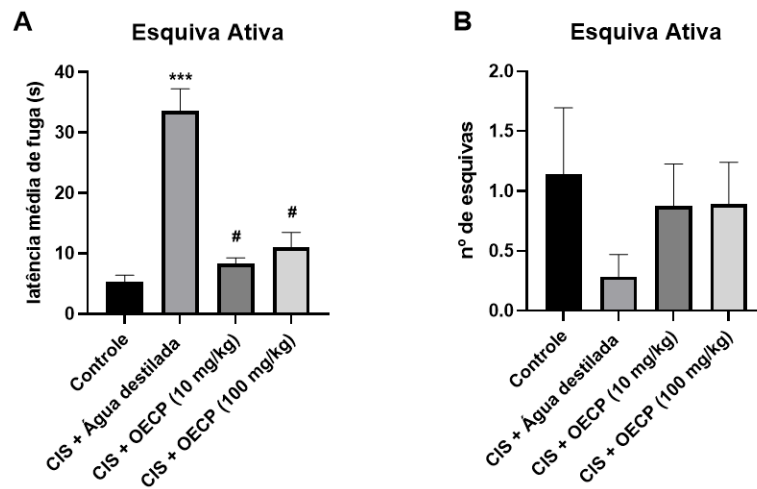 A
Esquiva Ativa
latência média de fuga (s)
40
30
20
10
0
***
#
#
Controle
CIS + Água destilada
CIS + OECP (10 mg/kg)
CIS + OECP (100 mg/kg)
B
Esquiva Ativa
nº de esquivas
2.0
1.5
1.0
0.5
0.0
Controle
CIS + Água destilada
CIS + OECP (10 mg/kg)
CIS + OECP (100 mg/kg)